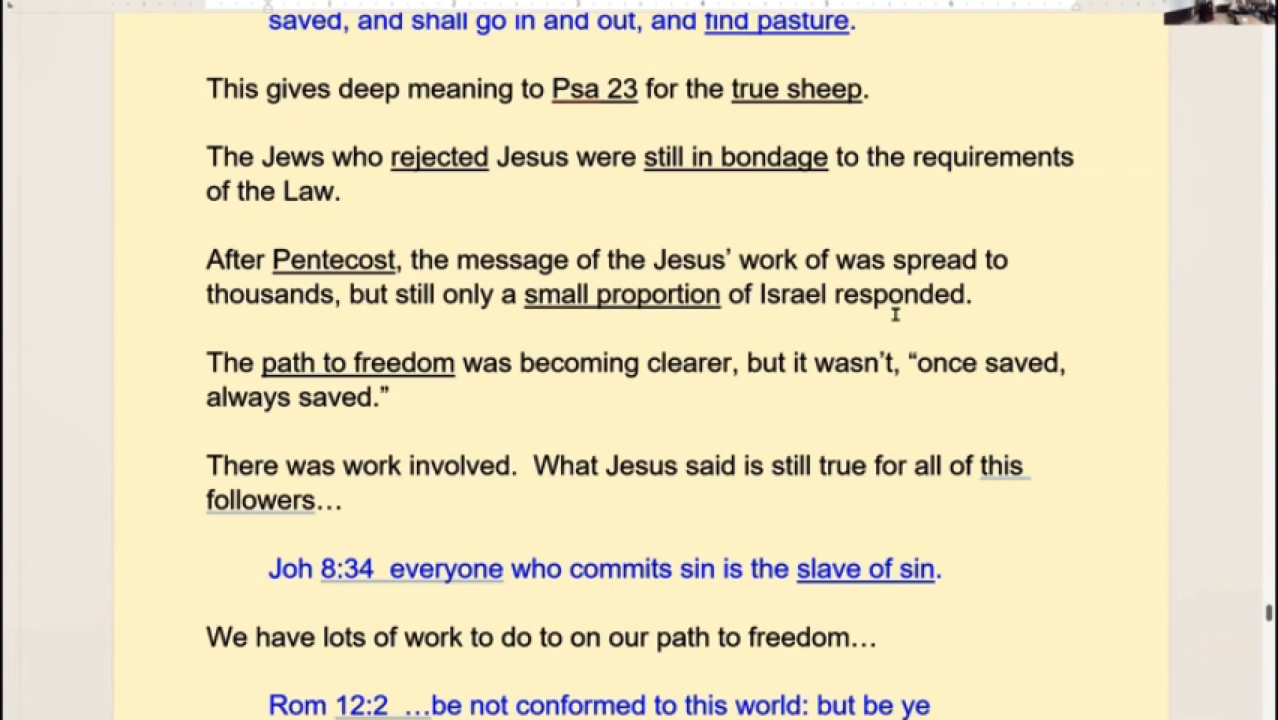 saved, and shall go in and out, and find pasture.
This gives deep meaning to Psa 23 for the true sheep.
The Jews who rejected Jesus were still in bondage to the requirements
of the Law.
After Pentecost, the message of the Jesus’ work of was spread to
thousands, but still only a small proportion of Israel responded.
The path to freedom was becoming clearer, but it wasn’t, “once saved,
always saved.”
There was work involved.  What Jesus said is still true for all of this
followers…
Joh 8:34  everyone who commits sin is the slave of sin.
We have lots of work to do to on our path to freedom…
Rom 12:2  …be not conformed to this world: but be ye